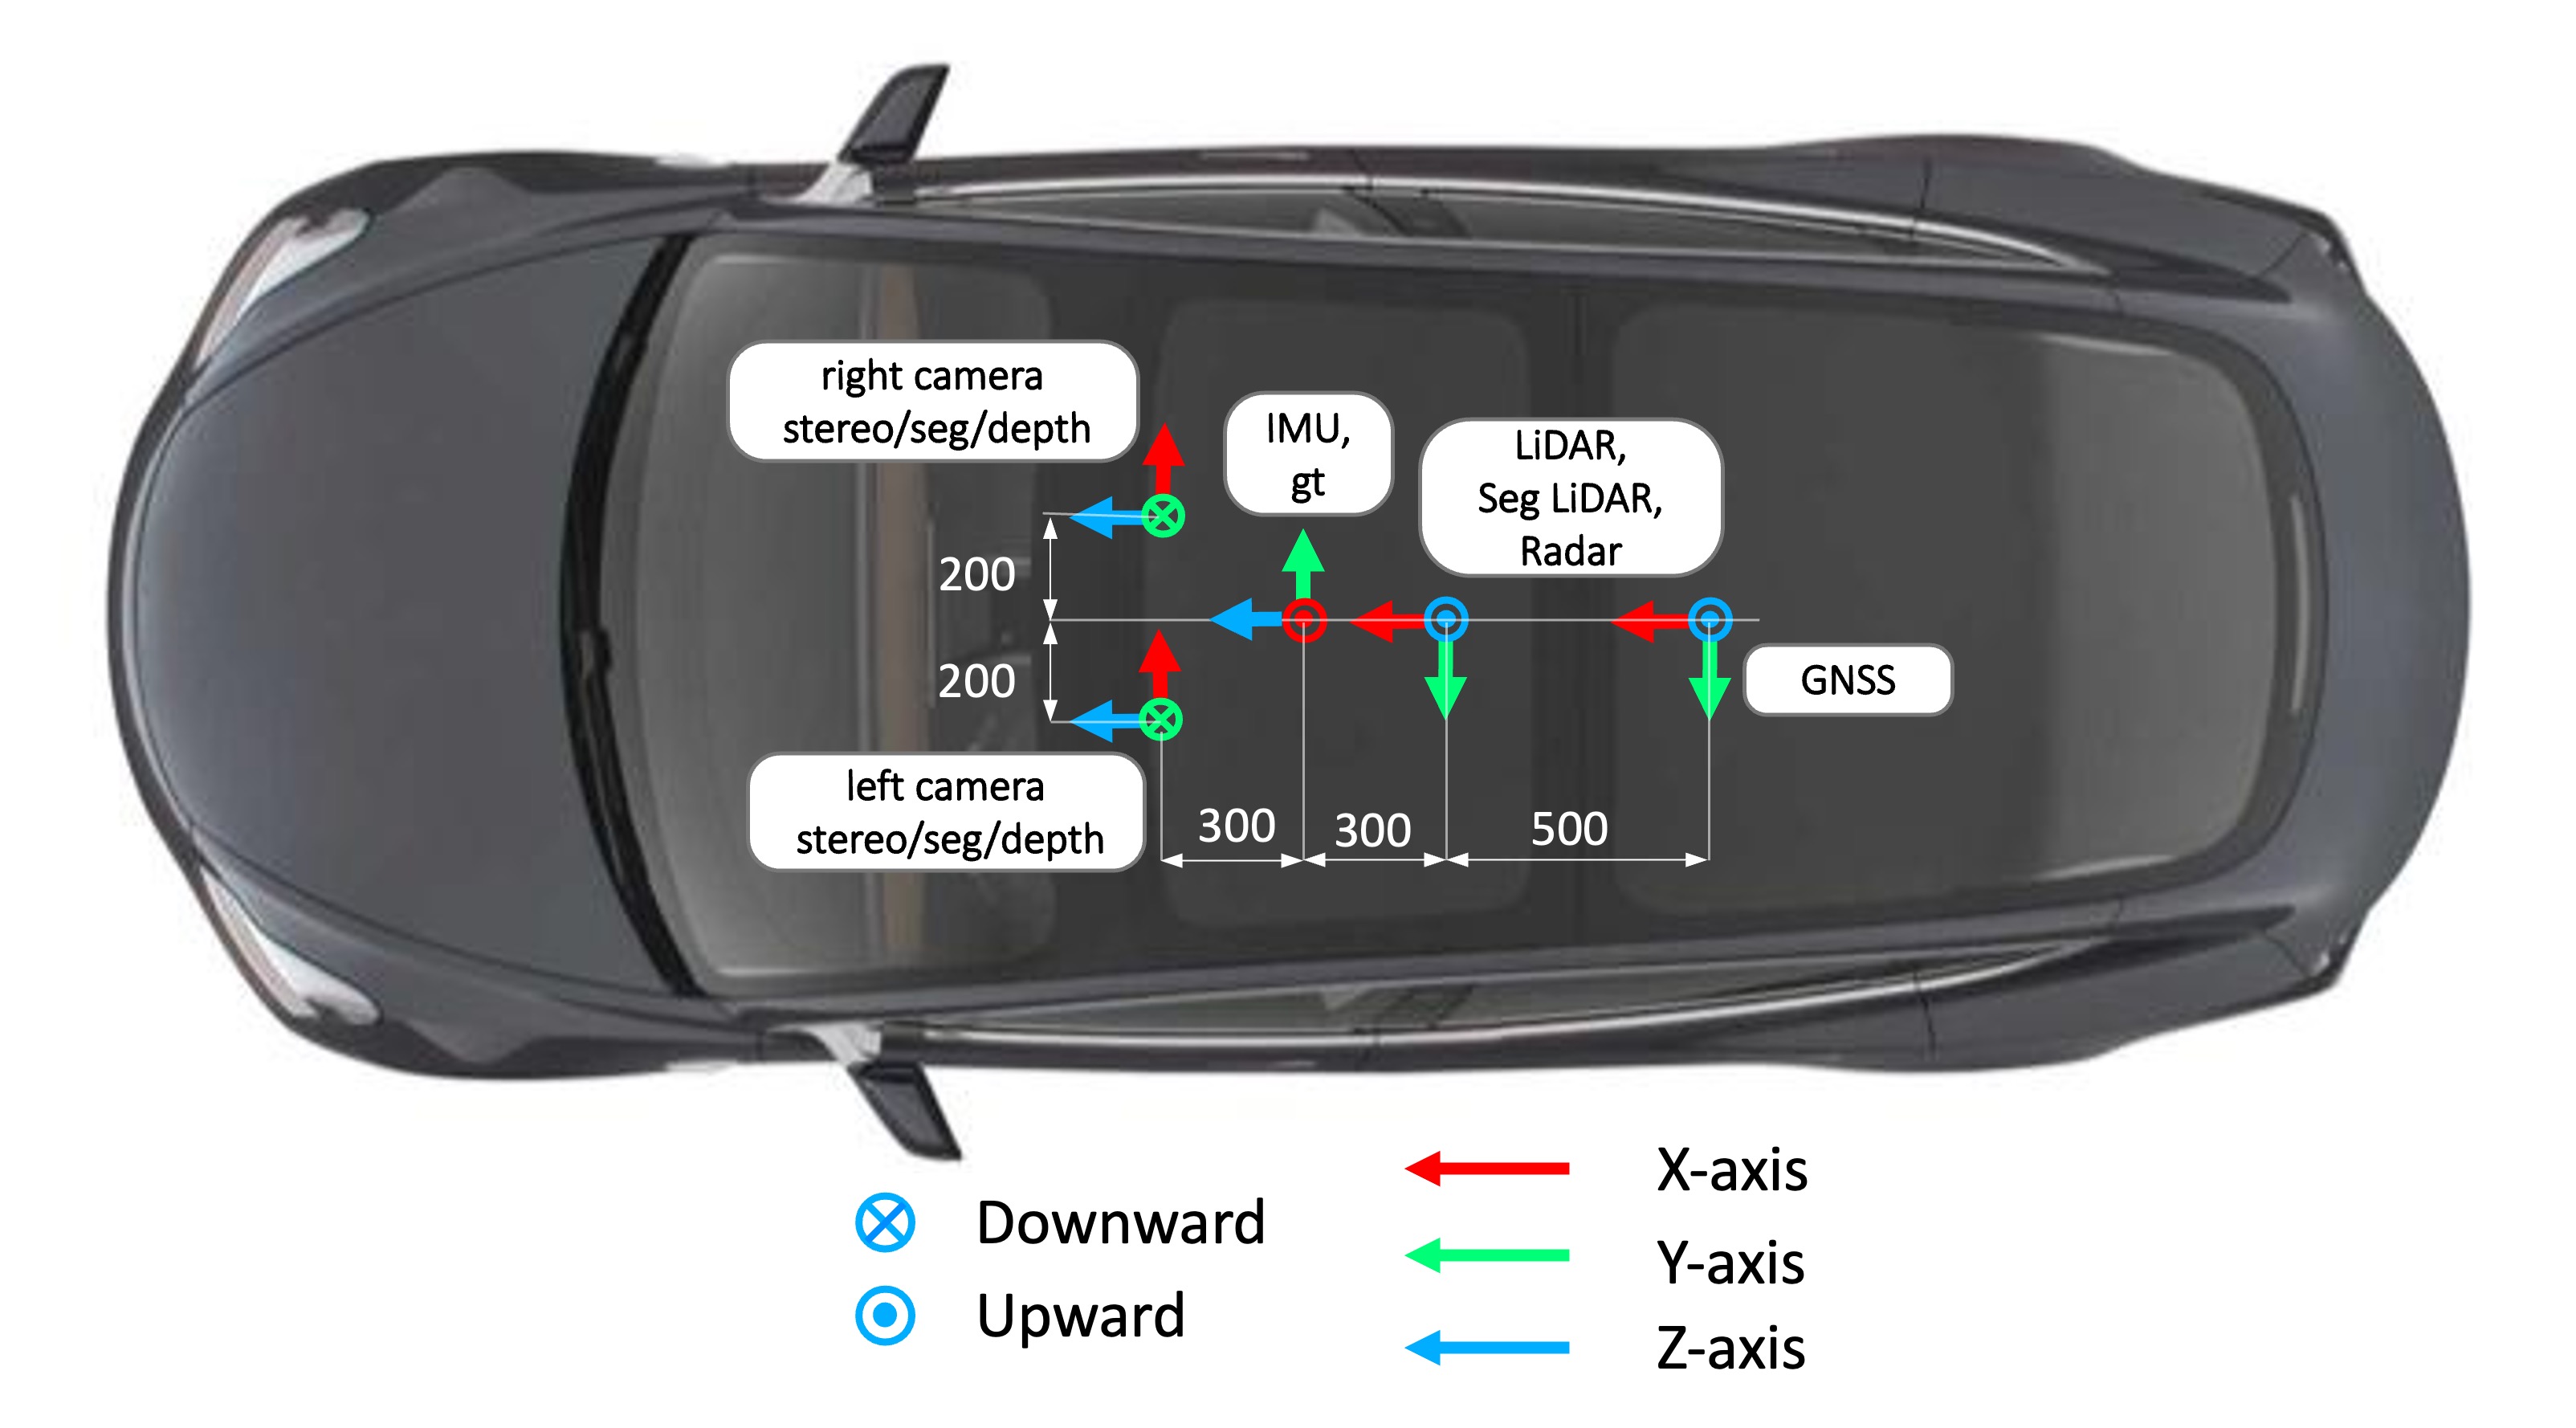 right camera
stereo/seg/depth
IMU,
gt
LiDAR,
Seg LiDAR,
Radar
200
200
GNSS
left camera
stereo/seg/depth
300
300
500
Downward
Upward
X-axis
Y-axis
Z-axis